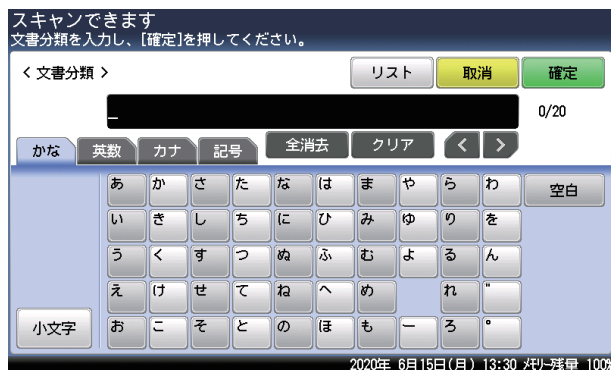 スキャンできます
文書分類を入力し、[確定]を押してください。
< 文書分類 > リスト 取消 確定
_ 0/20
かな 英数 カナ 記号 全消去 クリア < >
あ か さ た な は ま や ら わ 空白
い き し ち に ひ み ゆ り を
う く す つ ぬ ふ む よ る ん
え け せ て ね へ め れ ゛
小文字 お こ そ と の ほ も ー ろ ゜
2020年 6月15日(月) 13:30 ﾒﾓﾘｰ残量 100%